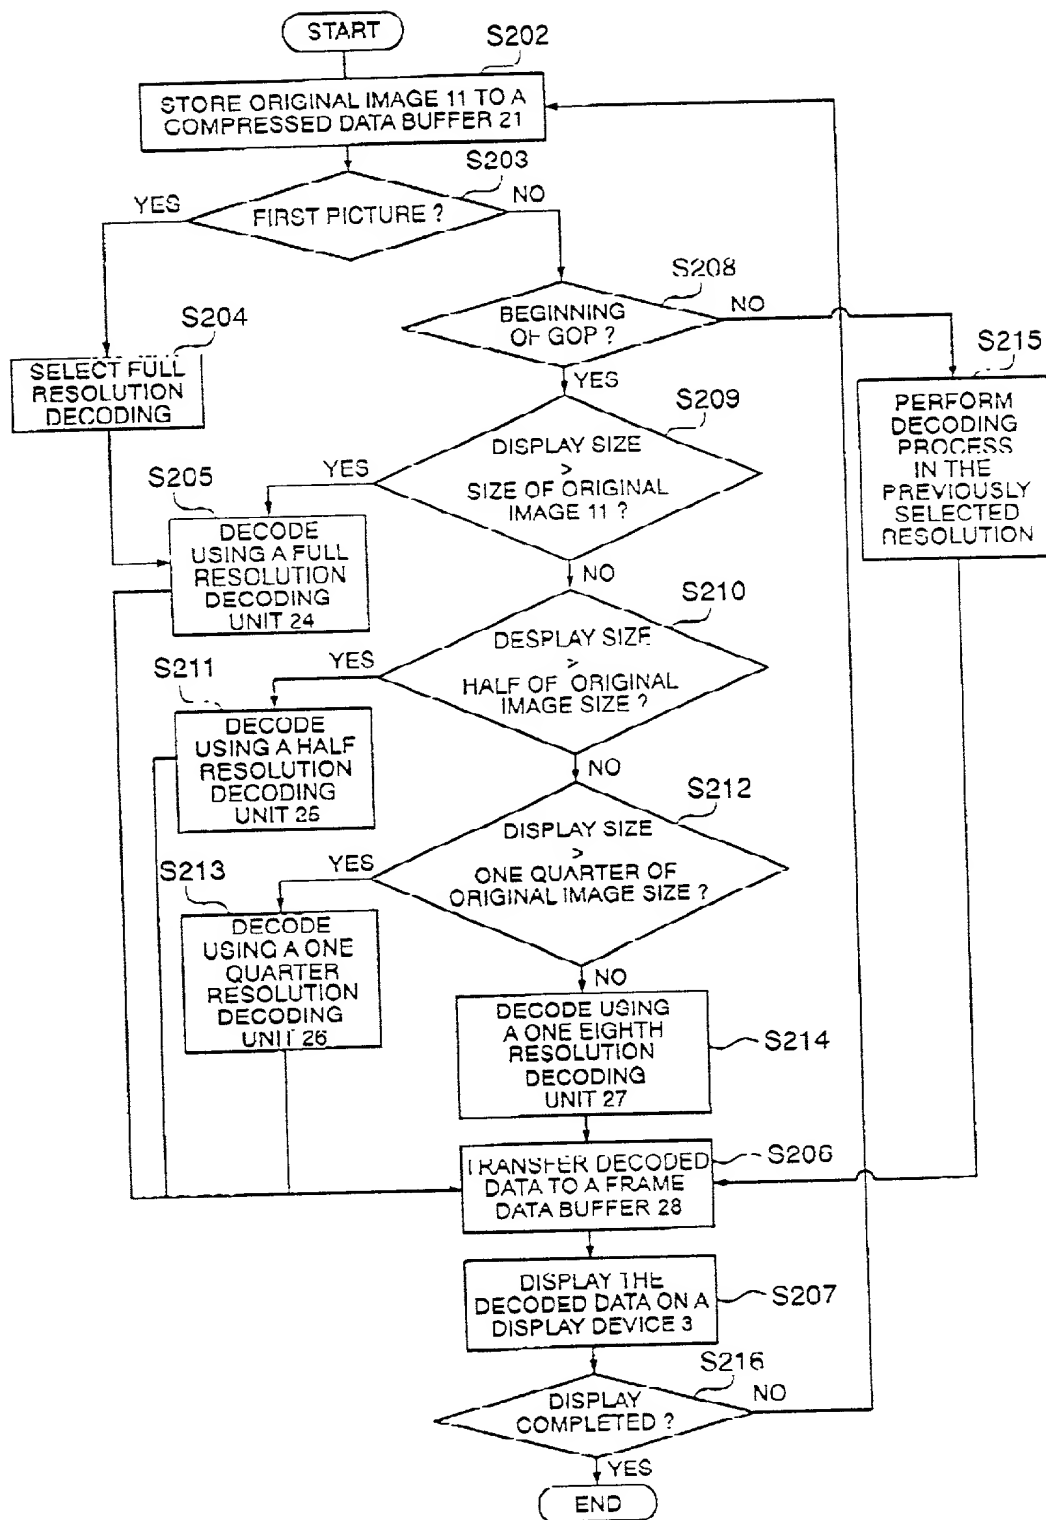 START
S202
STORE ORIGINAL IMAGE 11 TO A
COMPRESSED DATA BUFFER 21
S203
YES
FIRST PICTURE ?
NO
S208
BEGINNING
OF GOP ?
NO
S204
SELECT FULL
RESOLUTION
DECODING
S215
PERFORM
DECODING
PROCESS
IN THE
PREVIOUSLY
SELECTED
RESOLUTION
YES
S209
DISPLAY SIZE
>
SIZE OF ORIGINAL
IMAGE 11 ?
YES
S205
DECODE
USING A FULL
RESOLUTION
DECODING
UNIT 24
NO
S210
DESPLAY SIZE
>
HALF OF ORIGINAL
IMAGE SIZE ?
YES
S211
DECODE
USING A HALF
RESOLUTION
DECODING
UNIT 25
NO
S212
DISPLAY SIZE
>
ONE QUARTER OF
ORIGINAL IMAGE SIZE ?
YES
S213
DECODE
USING A ONE
QUARTER
RESOLUTION
DECODING
UNIT 26
NO
DECODE USING
A ONE EIGHTH
RESOLUTION
DECODING
UNIT 27
S214
TRANSFER DECODED
DATA TO A FRAME
DATA BUFFER 28
S206
DISPLAY THE
DECODED DATA ON A
DISPLAY DEVICE 3
S207
S216
DISPLAY
COMPLETED ?
NO
YES
END